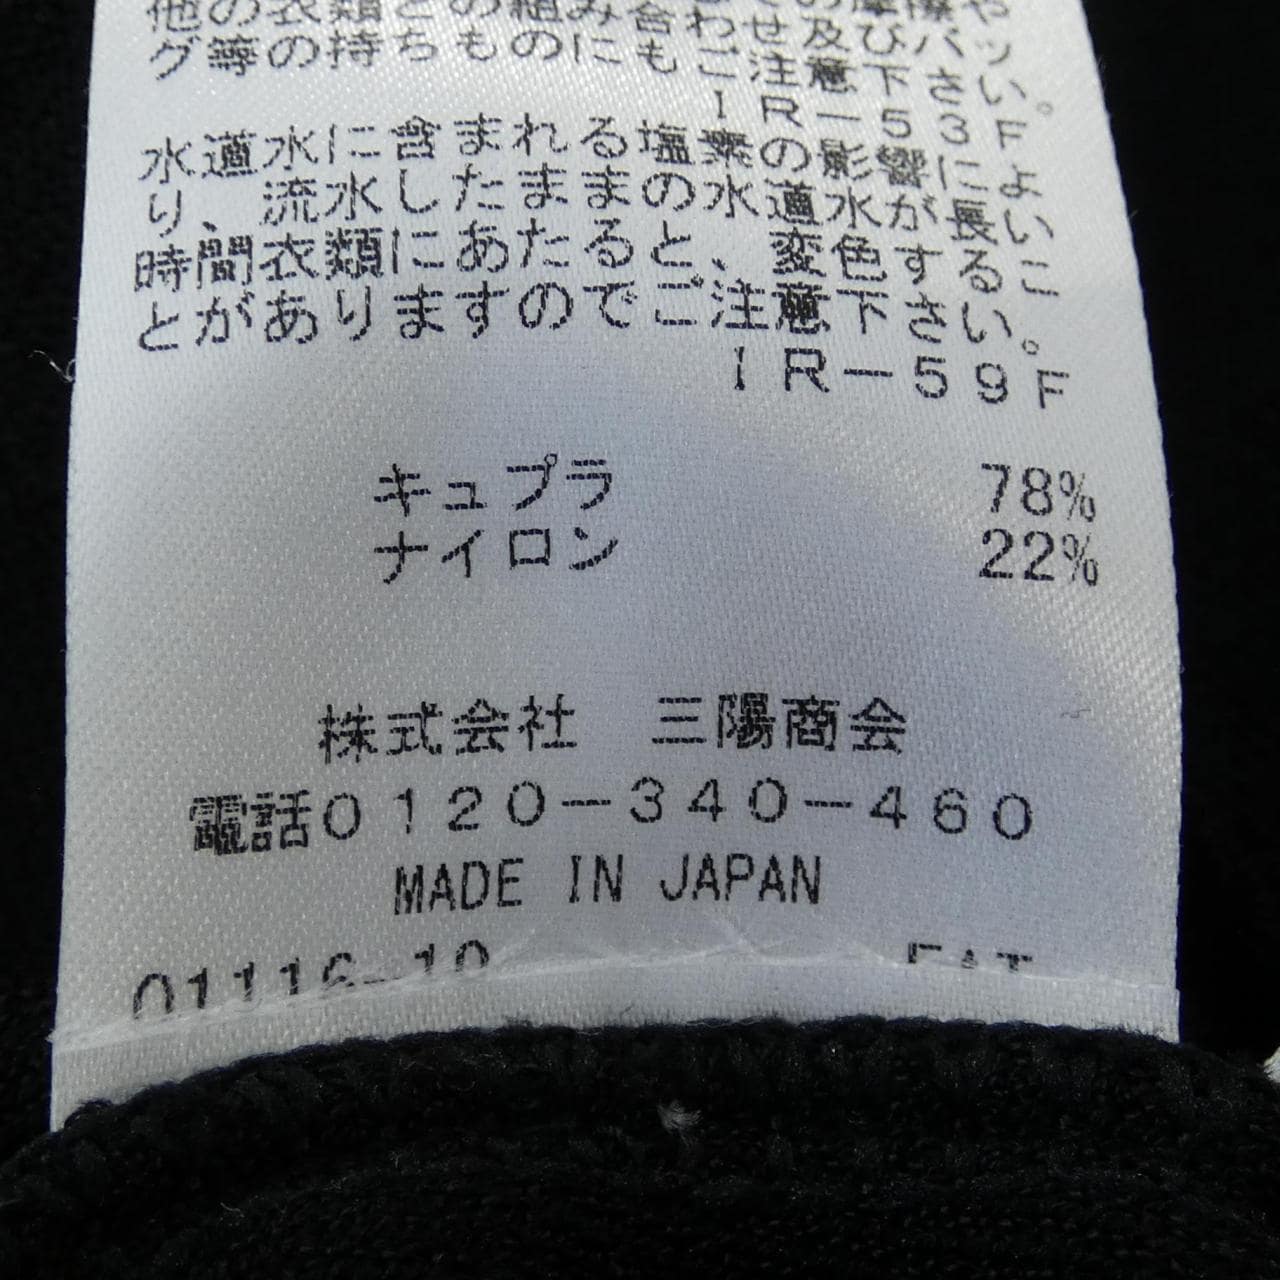 他の衣類との組み合わせ及びバッ
グ等の持ちものにもご注意下さい。
IR-53F
水道水に含まれる塩素の影響によ
り、流水したままの水道水が長い
時間衣類にあたると、変色するこ
とがありますのでご注意下さい。
IR-59F
キュプラ 78%
ナイロン 22%
株式会社 三陽商会
電話0120-340-460
MADE IN JAPAN
01116-10